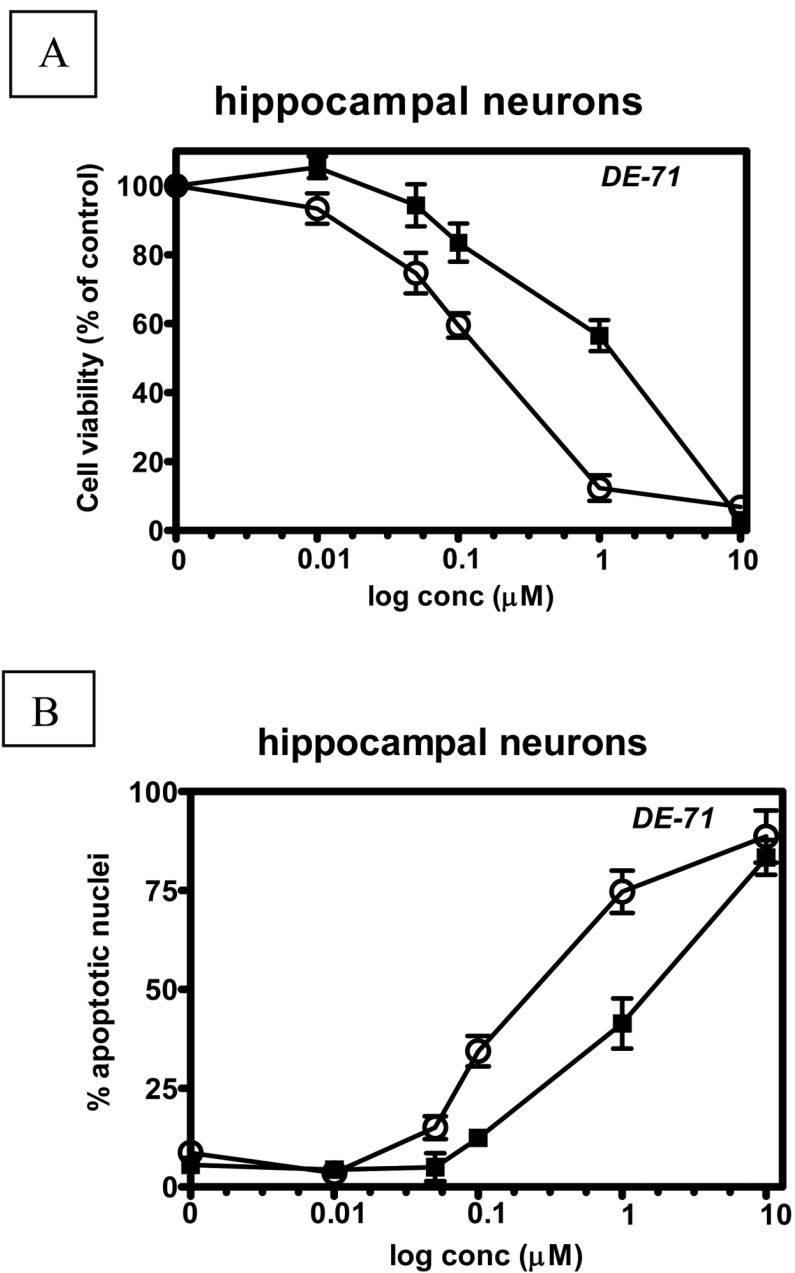 A
hippocampal neurons
DE-71
Cell viability (% of control)
100
80
60
40
20
0
0 0.01 0.1 1 10
log conc (μM)
B
hippocampal neurons
DE-71
% apoptotic nuclei
100
75
50
25
0
0 0.01 0.1 1 10
log conc (μM)